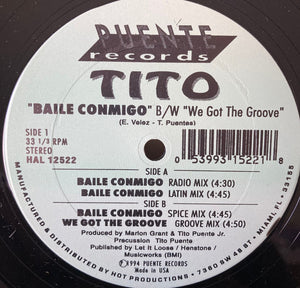 PUENTE
records
TITO
"BAILE CONMIGO" B/W "We Got The Groove"
(E. Velez - T. Puentes)
SIDE 1
33 1/3 RPM
STEREO
HAL 12522
0 53993 15221 8
SIDE A
BAILE CONMIGO RADIO MIX (4:30)
BAILE CONMIGO LATIN MIX (4:45)
SIDE B
BAILE CONMIGO SPICE MIX (4:45)
WE GOT THE GROOVE GROOVE MIX (4:50)
Produced by Marlon Grant & Tito Puente Jr.
Precussion Tito Puente
Published by Let It Loose / Henstone /
Musicworks (BMI)
©1994 PUENTE RECORDS
Made in USA
MANUFACTURED & DISTRIBUTED BY HOT PRODUCTIONS • 7360 SW 48 ST • MIAMI, FL 33155